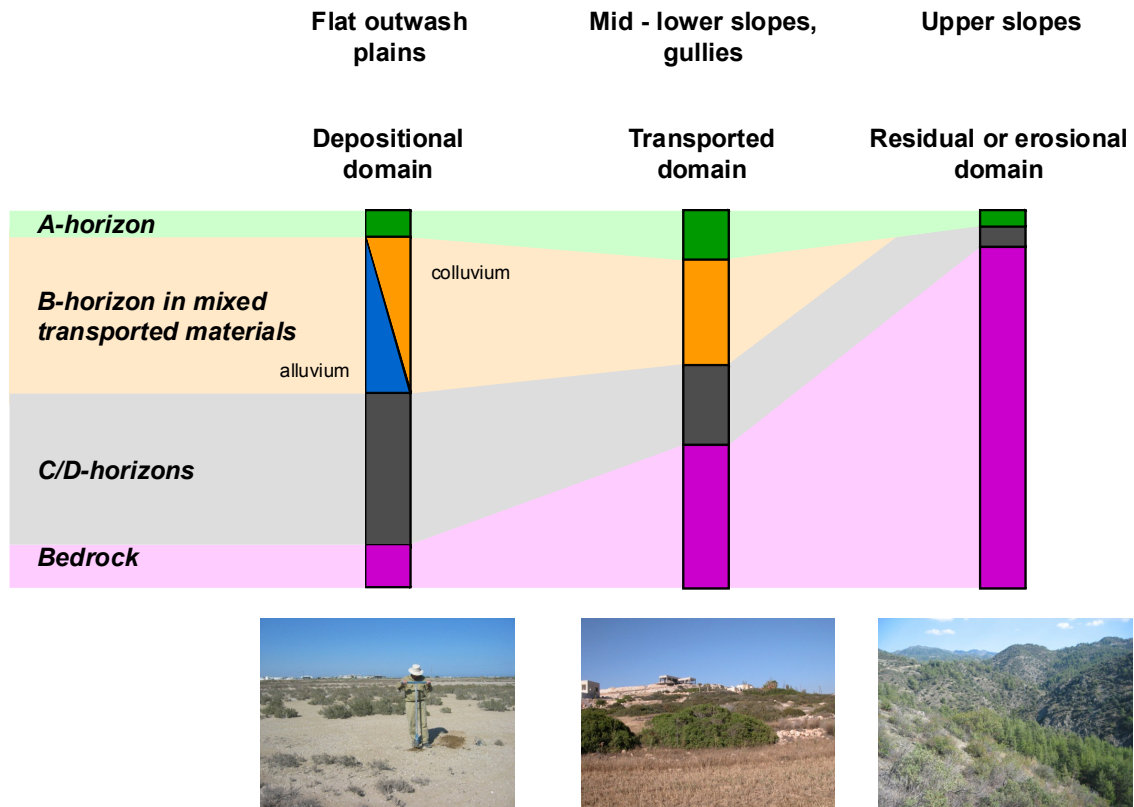 Flat outwash
plains
Mid - lower slopes,
gullies
Upper slopes
Depositional
domain
Transported
domain
Residual or erosional
domain
A-horizon
colluvium
B-horizon in mixed
transported materials
alluvium
C/D-horizons
Bedrock